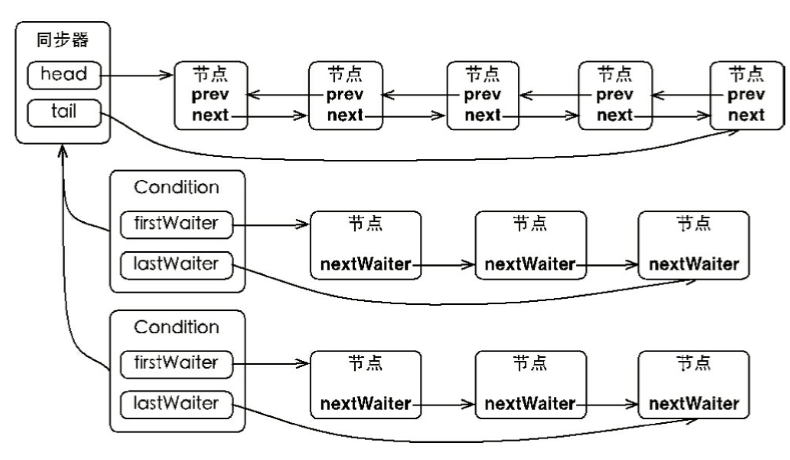 同步器
head
tail
节点
prev
next
节点
prev
next
节点
prev
next
节点
prev
next
节点
prev
next
Condition
firstWaiter
lastWaiter
节点
nextWaiter
节点
nextWaiter
节点
nextWaiter
Condition
firstWaiter
lastWaiter
节点
nextWaiter
节点
nextWaiter
节点
nextWaiter